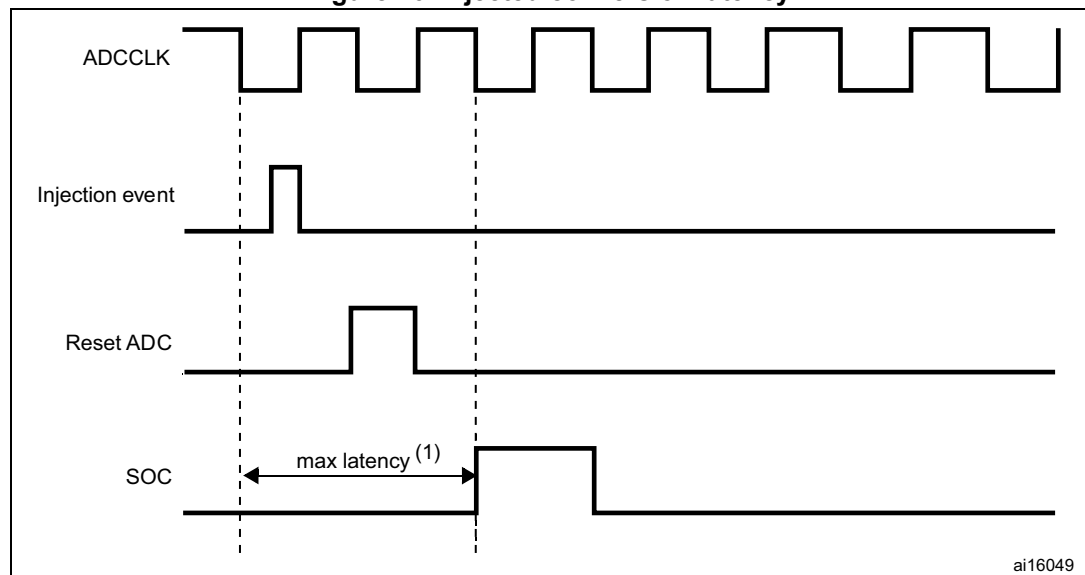 ADCCLK
Injection event
Reset ADC
max latency (1)
SOC
ai16049